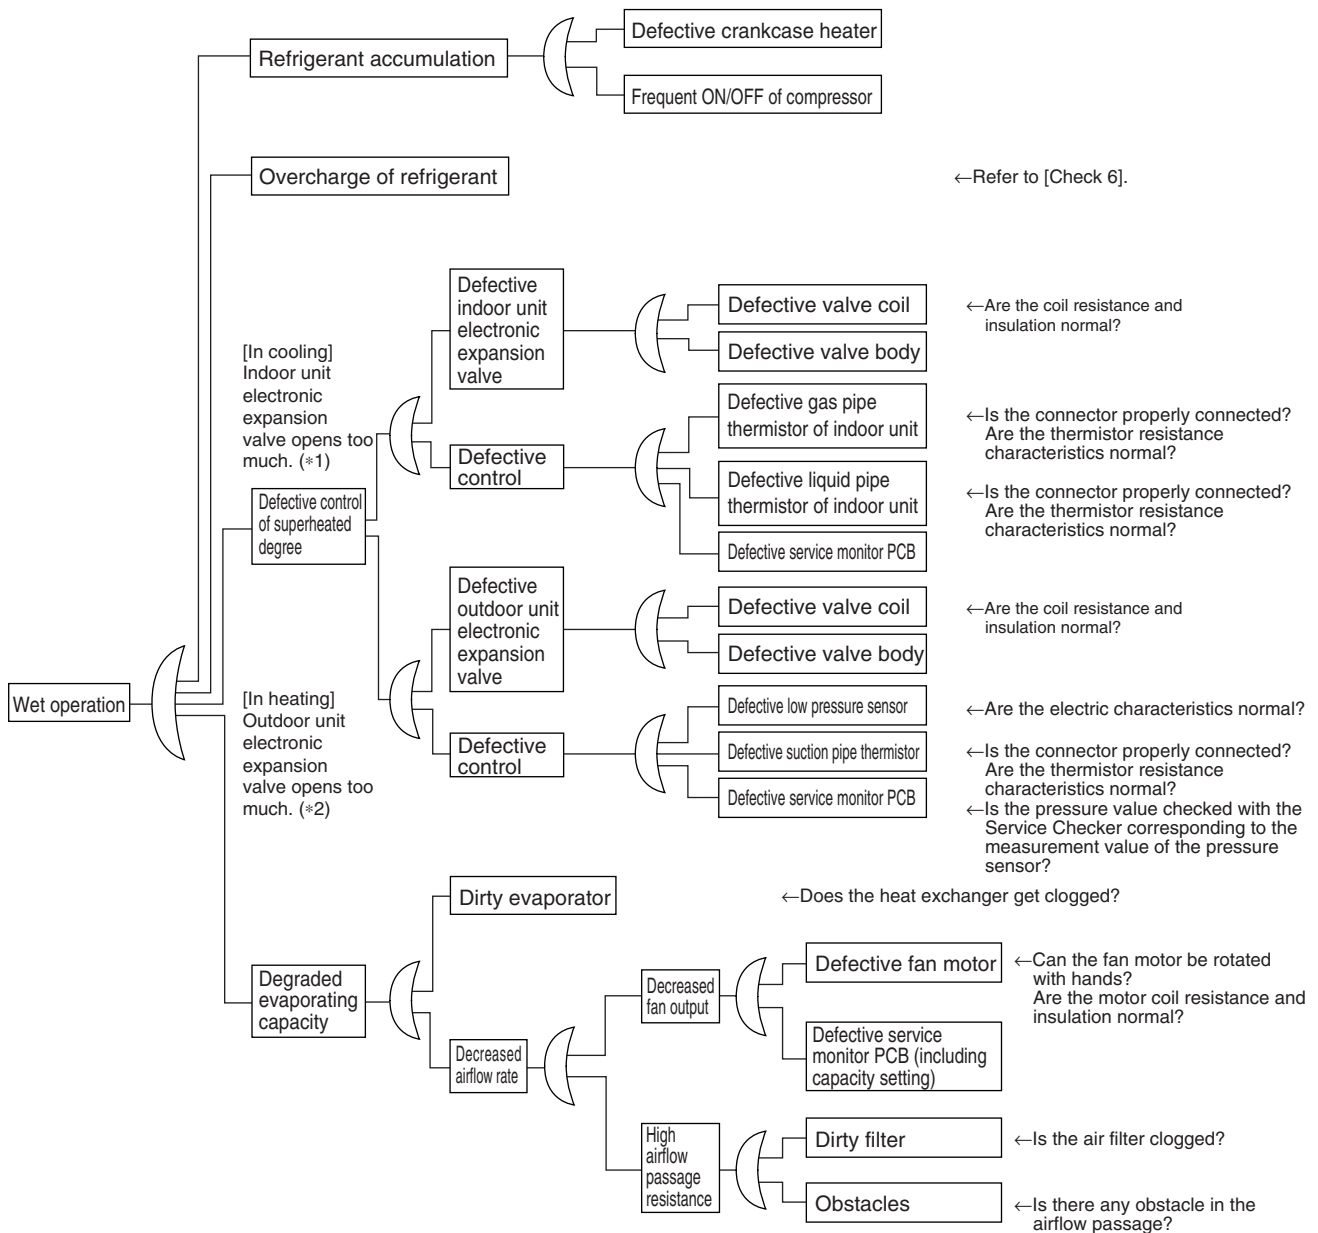 Defective crankcase heater
Refrigerant accumulation
Frequent ON/OFF of compressor
Overcharge of refrigerant
←Refer to [Check 6].
[In cooling]
Indoor unit
electronic
expansion
valve opens too
much. (*1)
Defective
indoor unit
electronic
expansion
valve
Defective valve coil
←Are the coil resistance and
insulation normal?
Defective valve body
Defective control
of superheated
degree
Defective
control
Defective gas pipe
thermistor of indoor unit
←Is the connector properly connected?
Are the thermistor resistance
characteristics normal?
Defective liquid pipe
thermistor of indoor unit
←Is the connector properly connected?
Are the thermistor resistance
characteristics normal?
Defective service monitor PCB
Defective
outdoor unit
electronic
expansion
valve
Defective valve coil
←Are the coil resistance and
insulation normal?
Defective valve body
Wet operation
[In heating]
Outdoor unit
electronic
expansion
valve opens too
much. (*2)
Defective
control
Defective low pressure sensor
←Are the electric characteristics normal?
Defective suction pipe thermistor
←Is the connector properly connected?
Are the thermistor resistance
characteristics normal?
Defective service monitor PCB
←Is the pressure value checked with the
Service Checker corresponding to the
measurement value of the pressure
sensor?
Dirty evaporator
←Does the heat exchanger get clogged?
Degraded
evaporating
capacity
Decreased
airflow rate
Decreased
fan output
Defective fan motor
←Can the fan motor be rotated
with hands?
Are the motor coil resistance and
insulation normal?
Defective service
monitor PCB (including
capacity setting)
High
airflow
passage
resistance
Dirty filter
←Is the air filter clogged?
Obstacles
←Is there any obstacle in the
airflow passage?